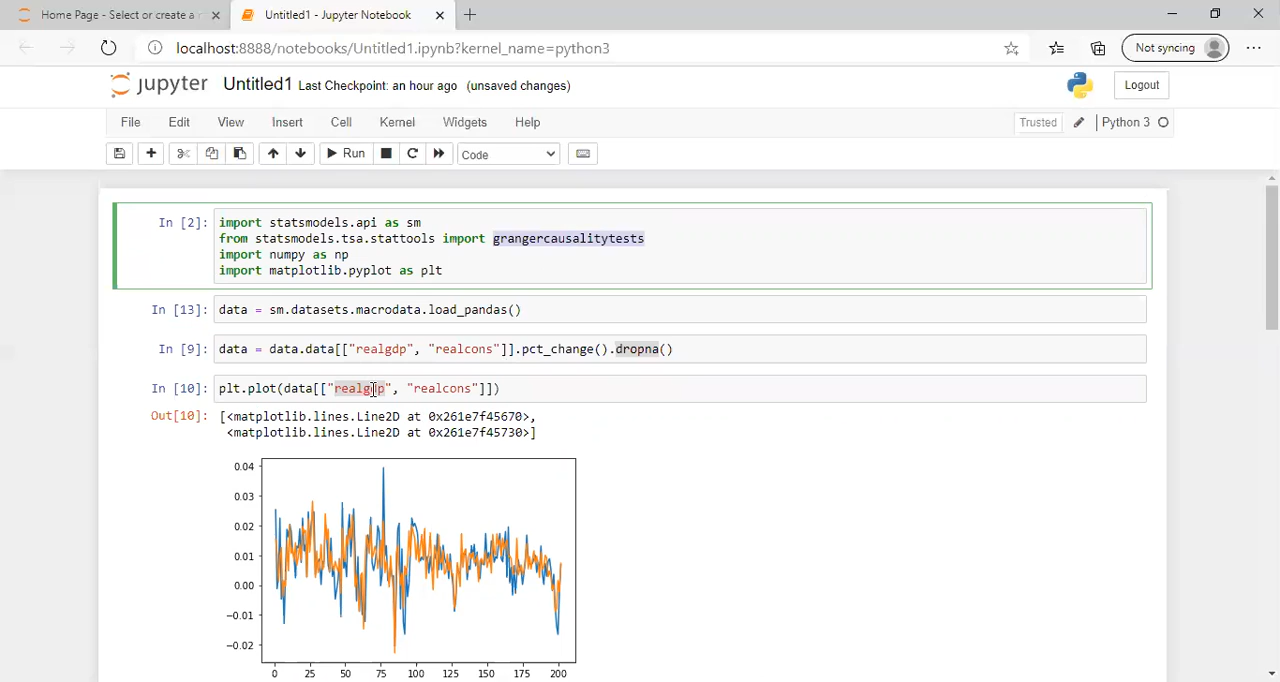 Home Page - Select or create a n
Untitled1 - Jupyter Notebook
localhost:8888/notebooks/Untitled1.ipynb?kernel_name=python3
Not syncing
jupyter Untitled1 Last Checkpoint: an hour ago (unsaved changes)
Logout
File Edit View Insert Cell Kernel Widgets Help
Trusted
Python 3
Run
Code
In [2]: import statsmodels.api as sm
from statsmodels.tsa.stattools import grangercausalitytests
import numpy as np
import matplotlib.pyplot as plt
In [13]: data = sm.datasets.macrodata.load_pandas()
In [9]: data = data.data[["realgdp", "realcons"]].pct_change().dropna()
In [10]: plt.plot(data[["realgdp", "realcons"]])
Out[10]: [<matplotlib.lines.Line2D at 0x261e7f45670>,
<matplotlib.lines.Line2D at 0x261e7f45730>]
0.04
0.03
0.02
0.01
0.00
−0.01
−0.02
0 25 50 75 100 125 150 175 200